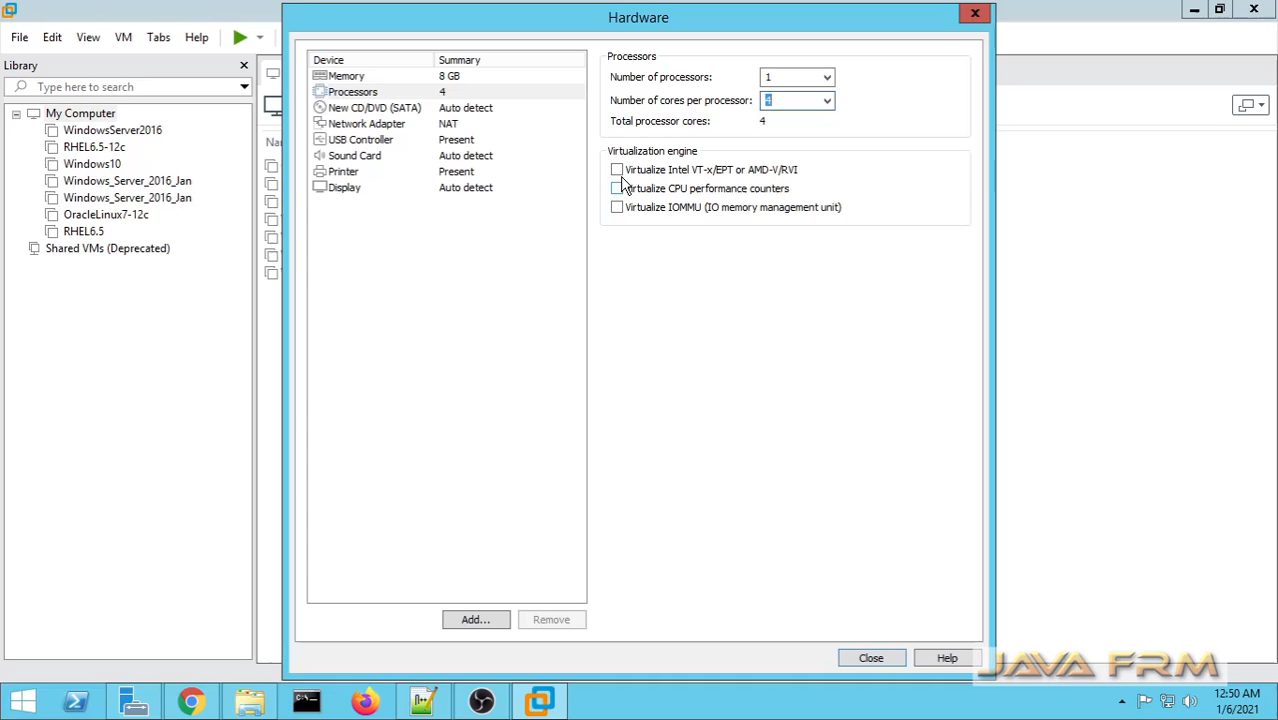 Hardware
File Edit View VM Tabs Help
Library
Type here to search
My Computer
WindowsServer2016
RHEL6.5-12c
Windows10
Windows_Server_2016_Jan
Windows_Server_2016_Jan
OracleLinux7-12c
RHEL6.5
Shared VMs (Deprecated)
Device Summary
Memory 8 GB
Processors 4
New CD/DVD (SATA) Auto detect
Network Adapter NAT
USB Controller Present
Sound Card Auto detect
Printer Present
Display Auto detect
Add... Remove
Processors
Number of processors: 1
Number of cores per processor: 4
Total processor cores: 4
Virtualization engine
Virtualize Intel VT-x/EPT or AMD-V/RVI
Virtualize CPU performance counters
Virtualize IOMMU (IO memory management unit)
Close Help
JAVA FRM
12:50 AM
1/6/2021